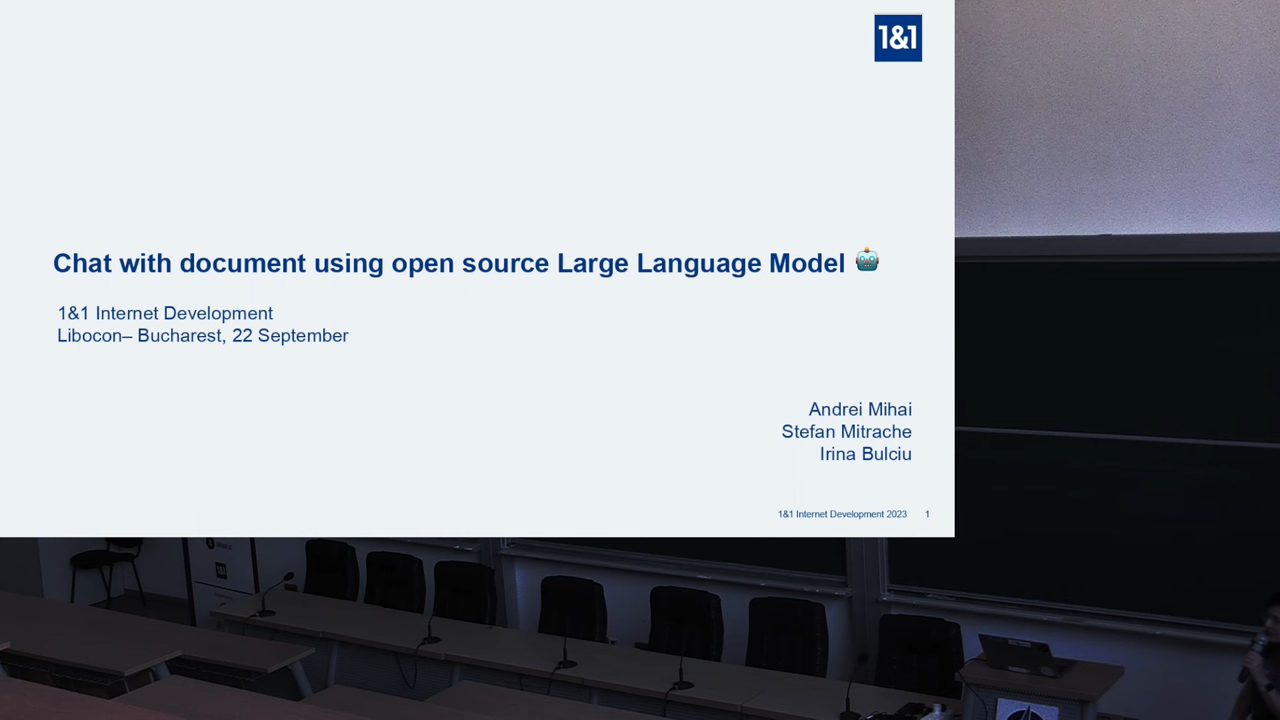 1&1
Chat with document using open source Large Language Model
1&1 Internet Development
Libocon– Bucharest, 22 September
Andrei Mihai
Stefan Mitrache
Irina Bulciu
1&1 Internet Development 2023 1